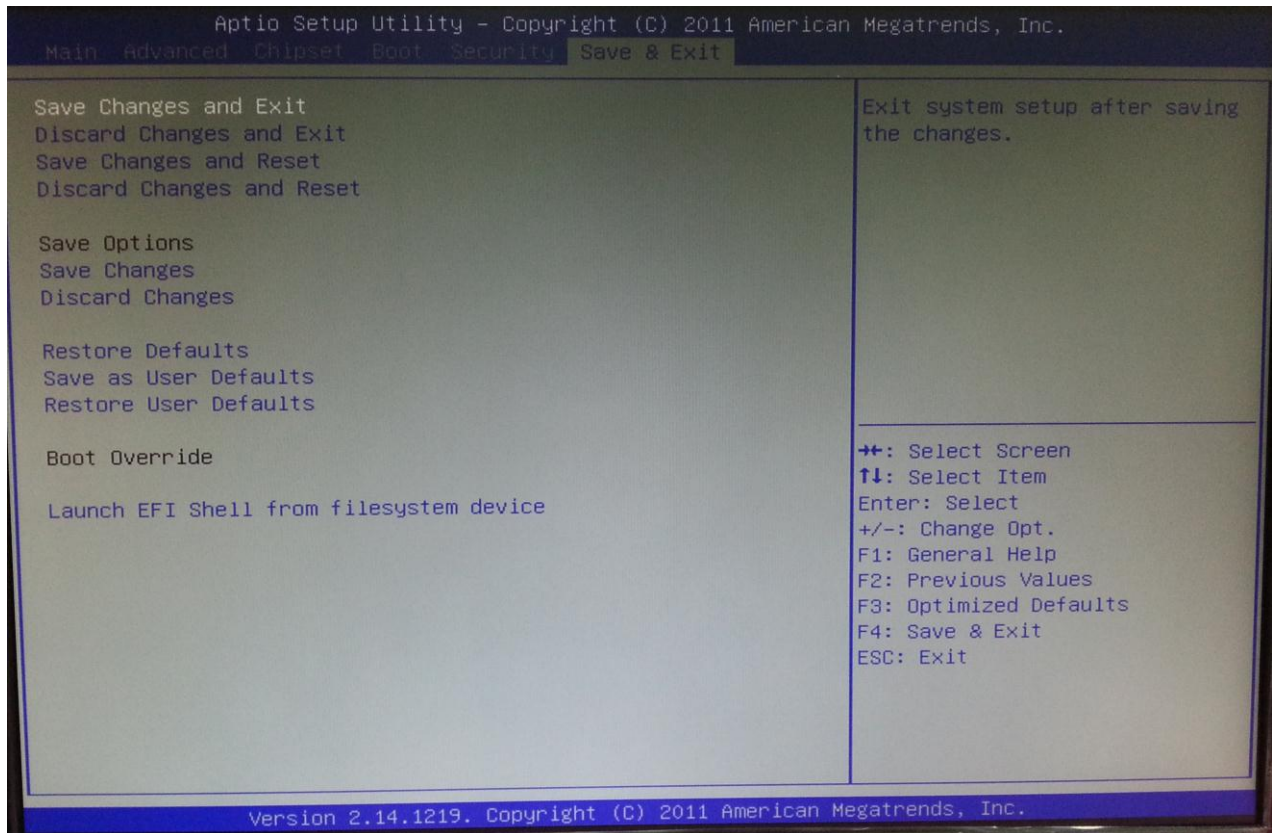 Aptio Setup Utility - Copyright (C) 2011 American Megatrends, Inc.
Main Advanced Chipset Boot Security Save & Exit
Save Changes and Exit
Discard Changes and Exit
Save Changes and Reset
Discard Changes and Reset
Save Options
Save Changes
Discard Changes
Restore Defaults
Save as User Defaults
Restore User Defaults
Boot Override
Launch EFI Shell from filesystem device
Exit system setup after saving
the changes.
→←: Select Screen
↑↓: Select Item
Enter: Select
+/-: Change Opt.
F1: General Help
F2: Previous Values
F3: Optimized Defaults
F4: Save & Exit
ESC: Exit
Version 2.14.1219. Copyright (C) 2011 American Megatrends, Inc.